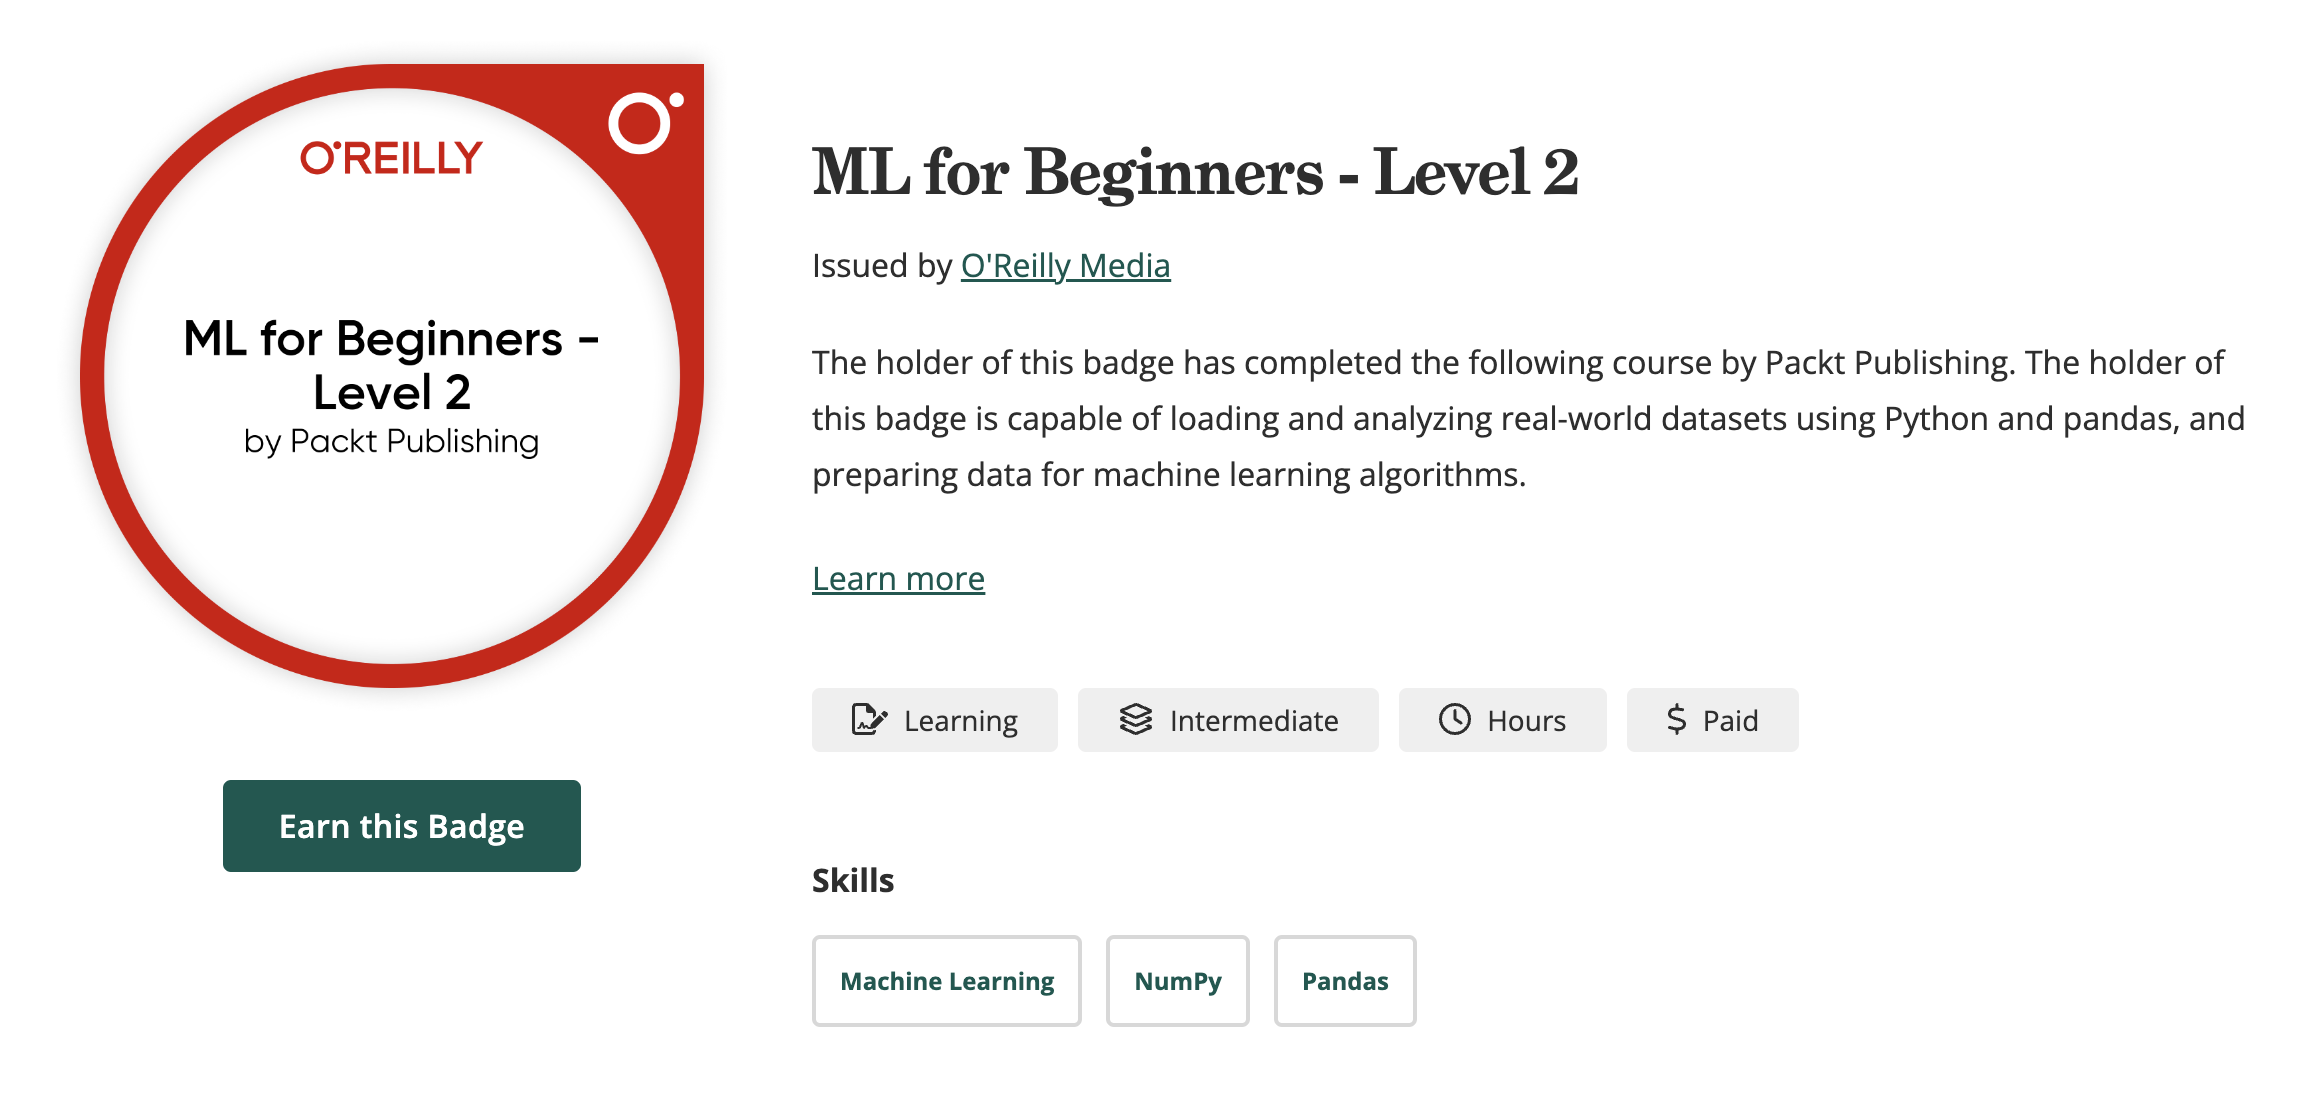 O'REILLY
ML for Beginners -
Level 2
by Packt Publishing
Earn this Badge
ML for Beginners - Level 2
Issued by O'Reilly Media
The holder of this badge has completed the following course by Packt Publishing. The holder of
this badge is capable of loading and analyzing real-world datasets using Python and pandas, and
preparing data for machine learning algorithms.
Learn more
Learning
Intermediate
Hours
$ Paid
Skills
Machine Learning
NumPy
Pandas